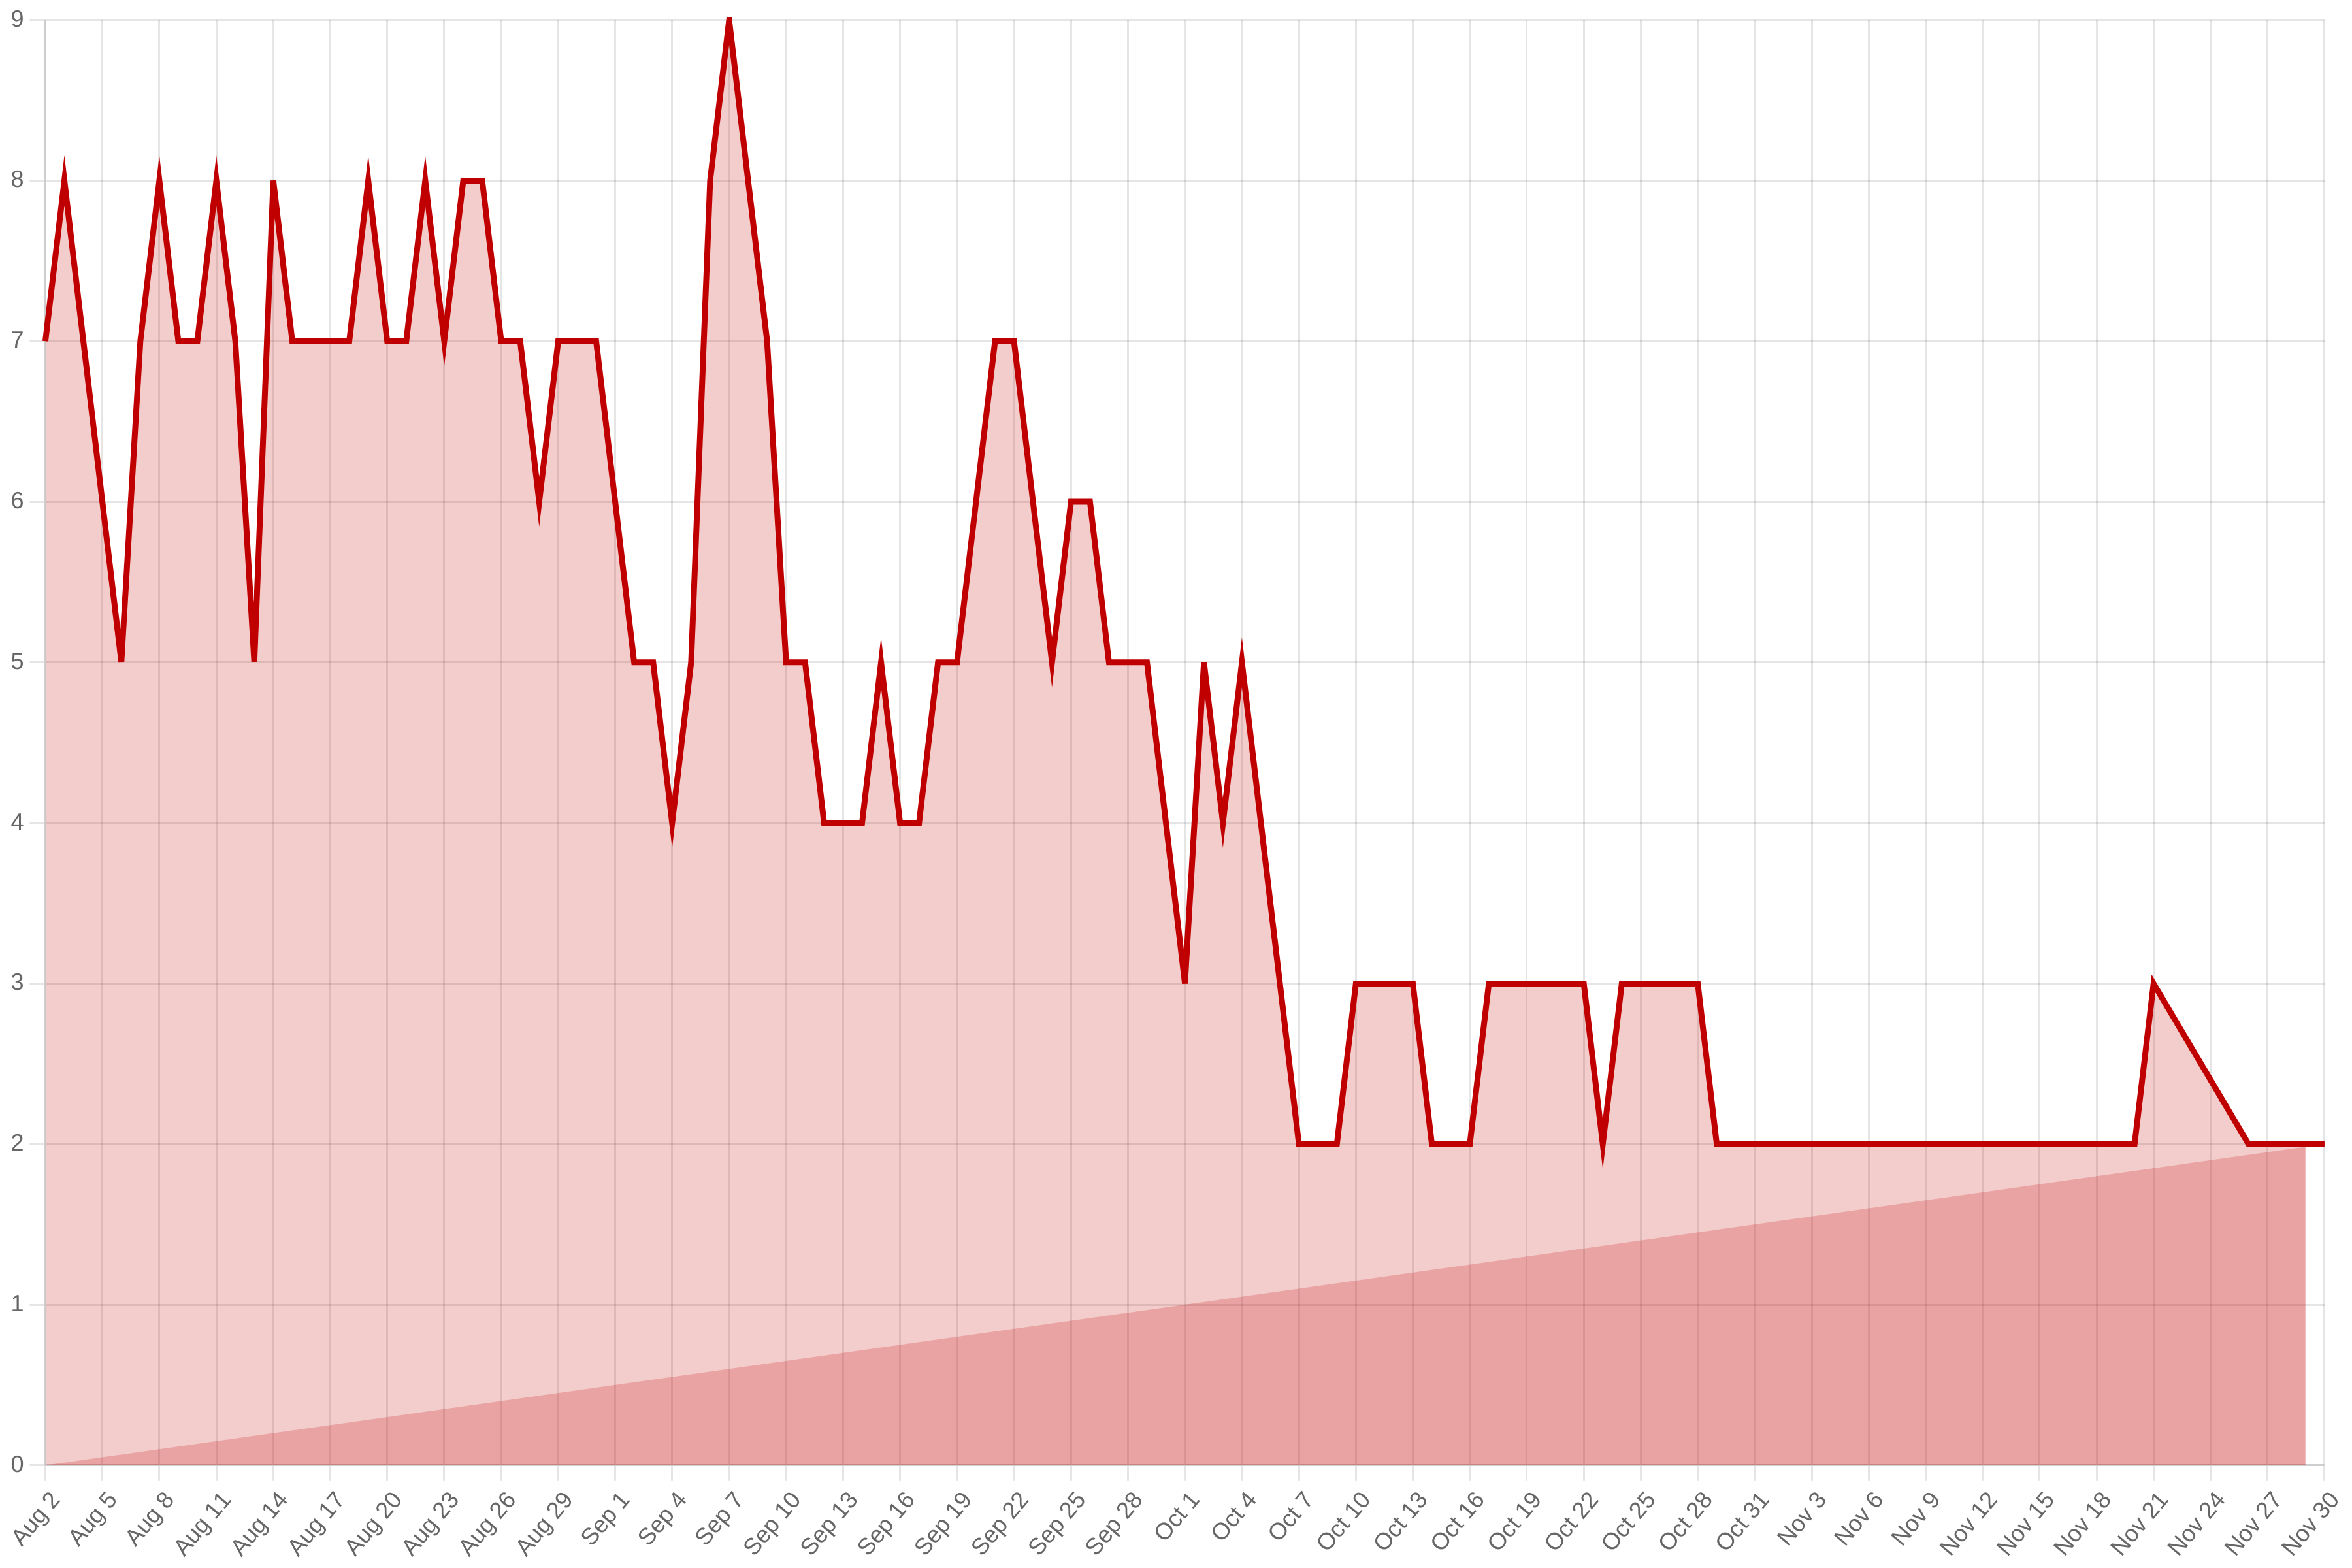 9
8
7
6
5
4
3
2
1
0
Aug 2
Aug 5
Aug 8
Aug 11
Aug 14
Aug 17
Aug 20
Aug 23
Aug 26
Aug 29
Sep 1
Sep 4
Sep 7
Sep 10
Sep 13
Sep 16
Sep 19
Sep 22
Sep 25
Sep 28
Oct 1
Oct 4
Oct 7
Oct 10
Oct 13
Oct 16
Oct 19
Oct 22
Oct 25
Oct 28
Oct 31
Nov 3
Nov 6
Nov 9
Nov 12
Nov 15
Nov 18
Nov 21
Nov 24
Nov 27
Nov 30